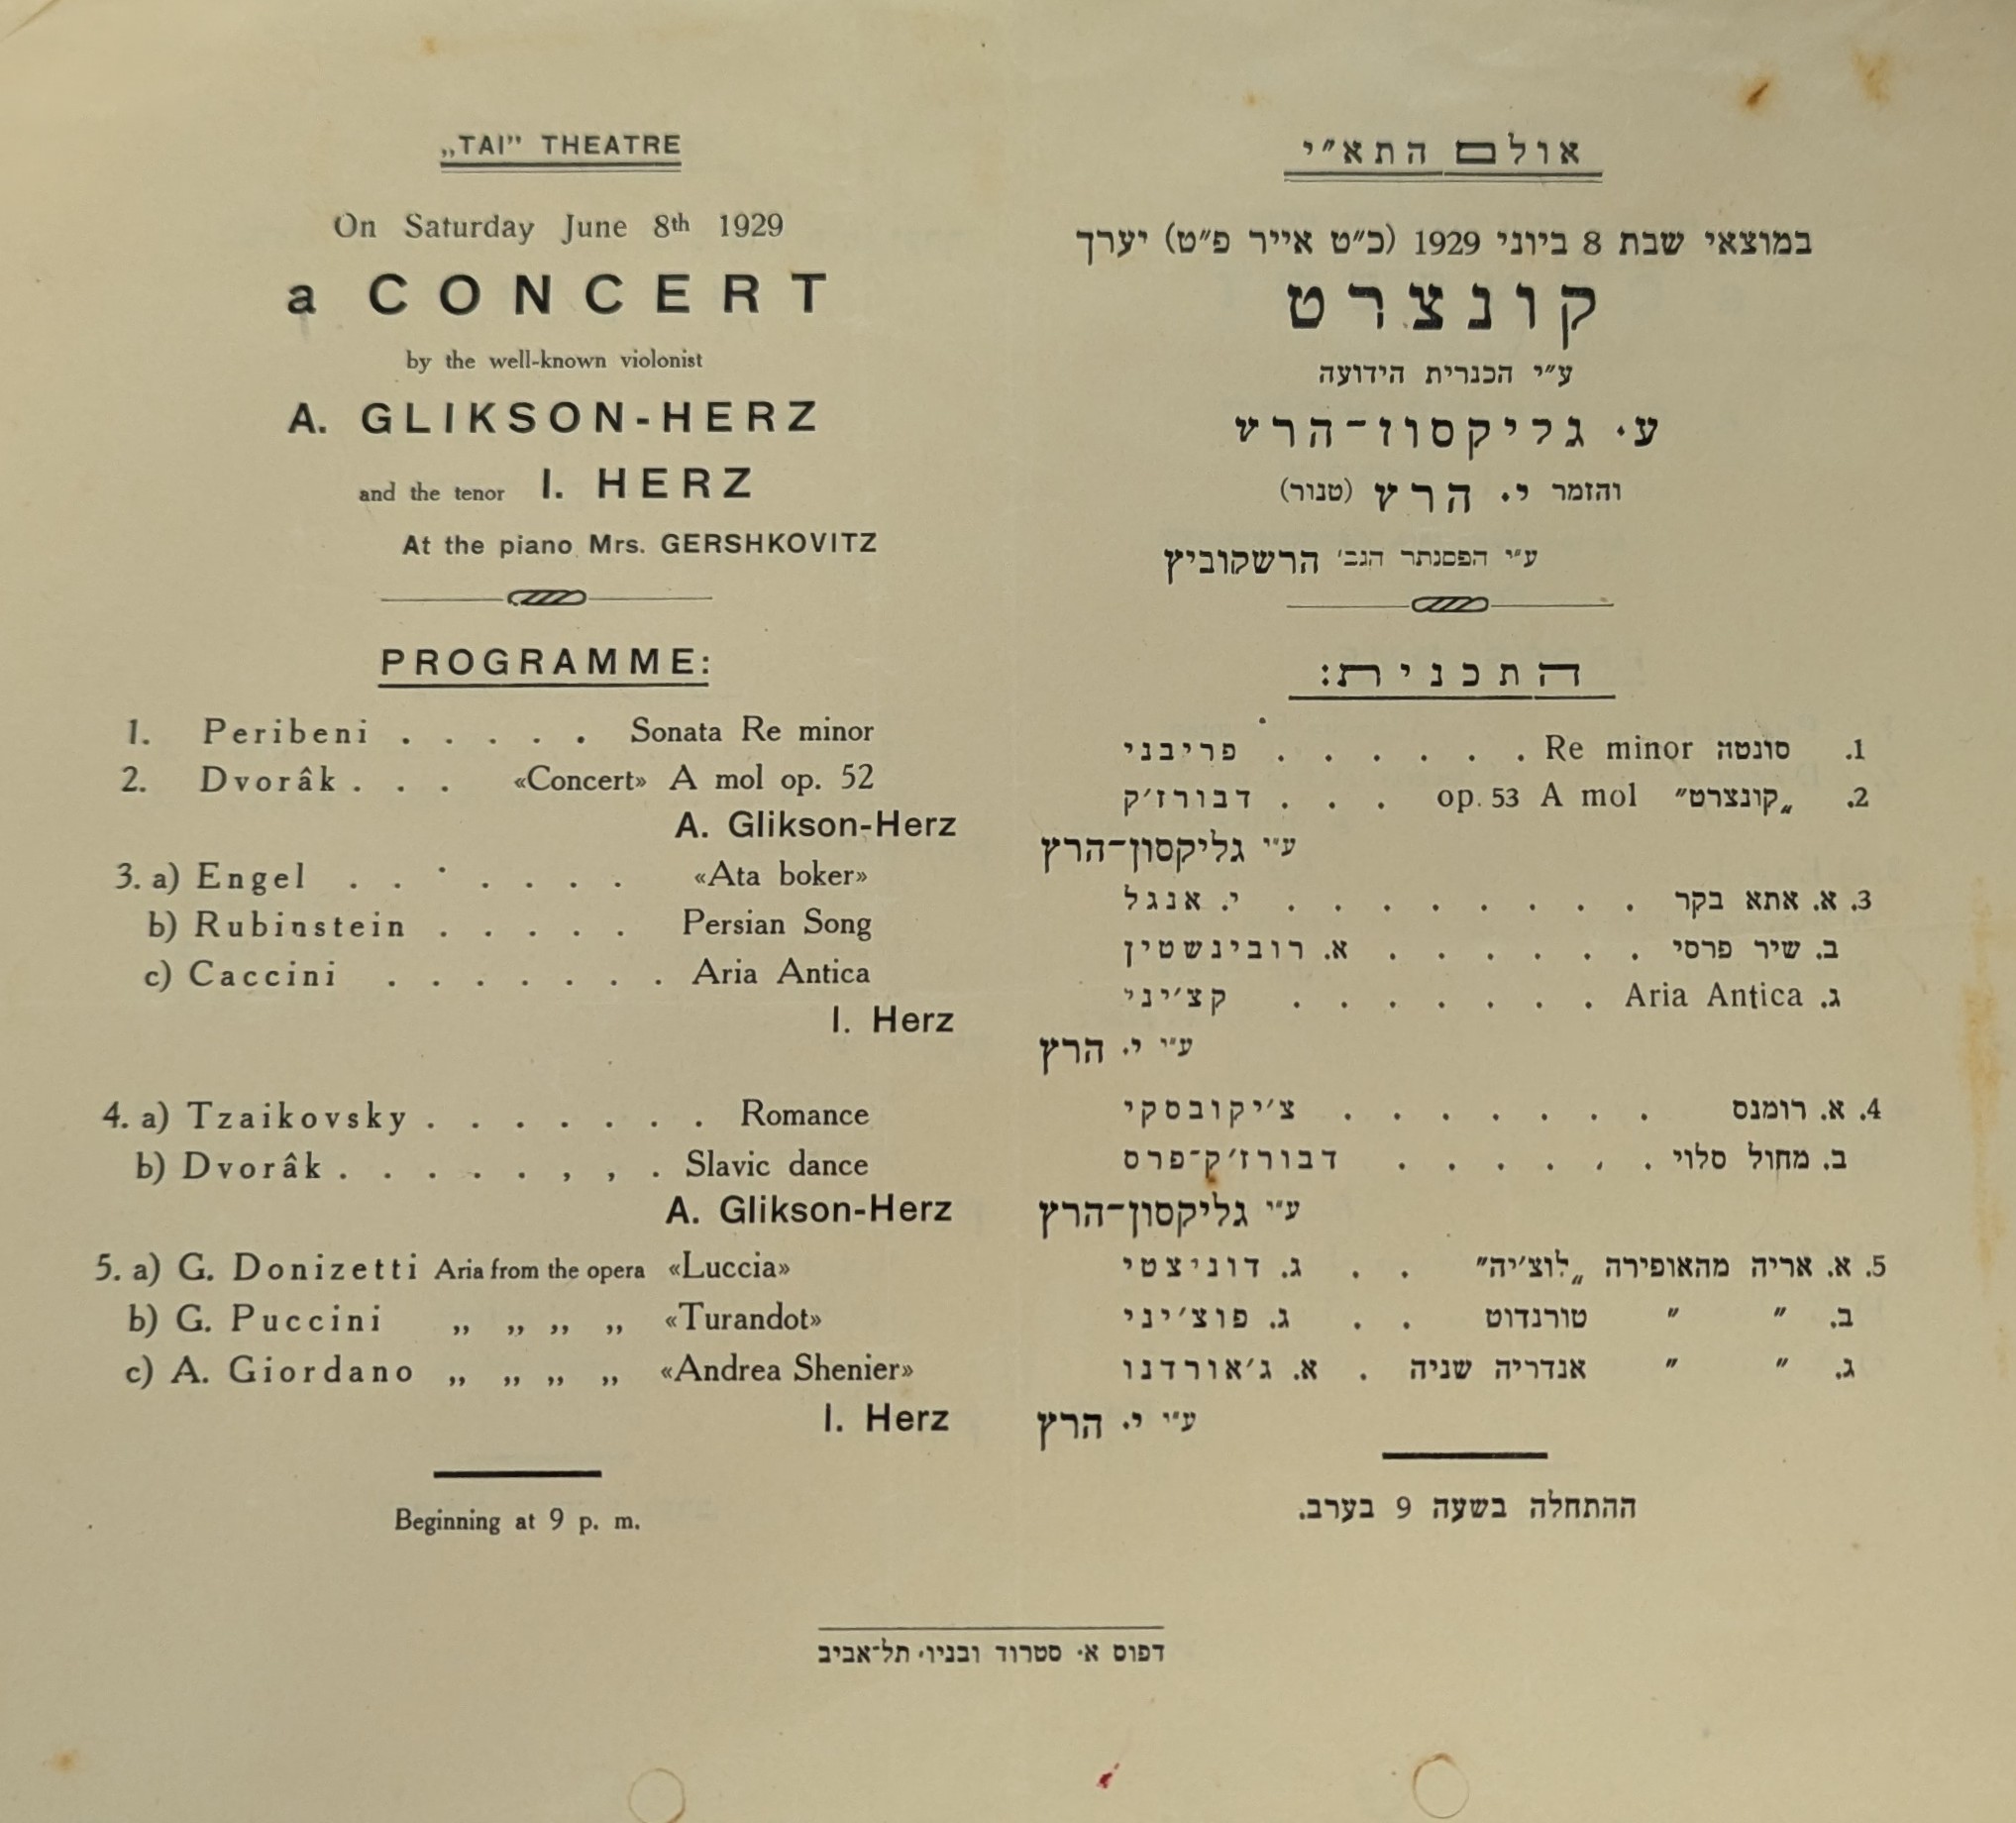 „TAI” THEATRE
On Saturday June 8th 1929
a CONCERT
by the well-known violonist
A. GLIKSON-HERZ
and the tenor I. HERZ
At the piano Mrs. GERSHKOVITZ
PROGRAMME:
1. Peribeni . . . . . Sonata Re minor
2. Dvorâk . . . «Concert» A mol op. 52
A. Glikson-Herz
3. a) Engel . . . . . . . «Ata boker»
b) Rubinstein . . . . . Persian Song
c) Caccini . . . . . . . Aria Antica
I. Herz
4. a) Tzaikovsky . . . . . . . Romance
b) Dvorâk . . . . . , , . Slavic dance
A. Glikson-Herz
5. a) G. Donizetti Aria from the opera «Luccia»
b) G. Puccini „ „ „ „ «Turandot»
c) A. Giordano „ „ „ „ «Andrea Shenier»
I. Herz
Beginning at 9 p. m.
אולם התא״י
במוצאי שבת 8 ביוני 1929 (כ״ט אייר פ״ט) יערך
קונצרט
ע״י הכנרית הידועה
ע. גליקסון־הרץ
והזמר י. הרץ (טנור)
ע״י הפסנתר הגב׳ הרשקוביץ
התכנית:
1. סונטה Re minor . . . . . . פריבני
2. „קונצרט״ op. 53 A mol . . . דבורז׳ק
ע״י גליקסון־הרץ
3. א. אתא בקר . . . . . . . . י. אנגל
ב. שיר פרסי . . . . . . א. רובינשטין
ג. Aria Antica . . . . . . . קצ׳יני
ע״י י. הרץ
4. א. רומנס . . . . . . . צ׳יקובסקי
ב. מחול סלוי . . . . . . דבורז׳ק־פרס
ע״י גליקסון־הרץ
5. א. אריה מהאופירה „לוצ׳יה״ . . ג. דוניצטי
ב. ״ ״ טורנדוט . . ג. פוצ׳יני
ג. ״ ״ אנדריה שניה . א. ג׳אורדנו
ע״י י. הרץ
ההתחלה בשעה 9 בערב.
דפוס א. סטרוד ובניו. תל־אביב